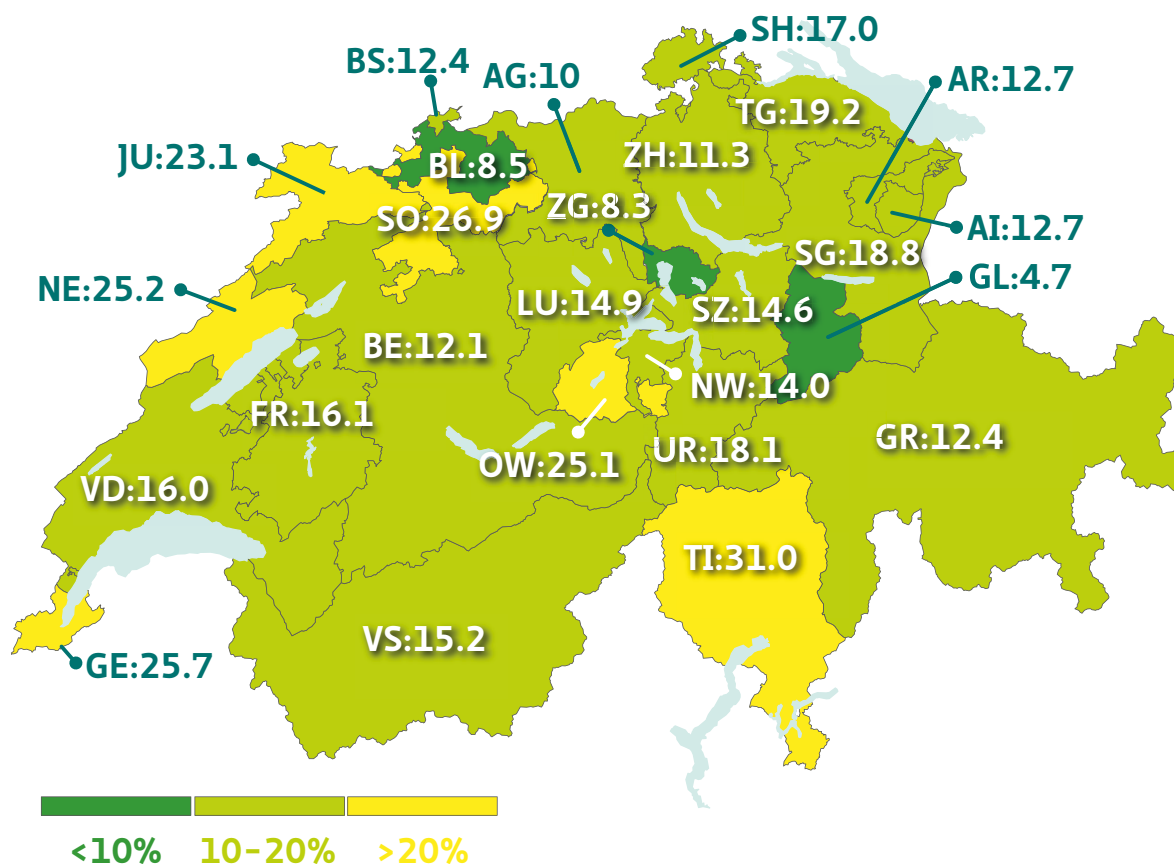 SH:17.0
BS:12.4
AG:10
AR:12.7
TG:19.2
JU:23.1
BL:8.5
ZH:11.3
ZG:8.3
SO:26.9
AI:12.7
SG:18.8
GL:4.7
NE:25.2
LU:14.9
SZ:14.6
BE:12.1
NW:14.0
FR:16.1
GR:12.4
UR:18.1
OW:25.1
VD:16.0
TI:31.0
VS:15.2
GE:25.7
<10% 10-20% >20%